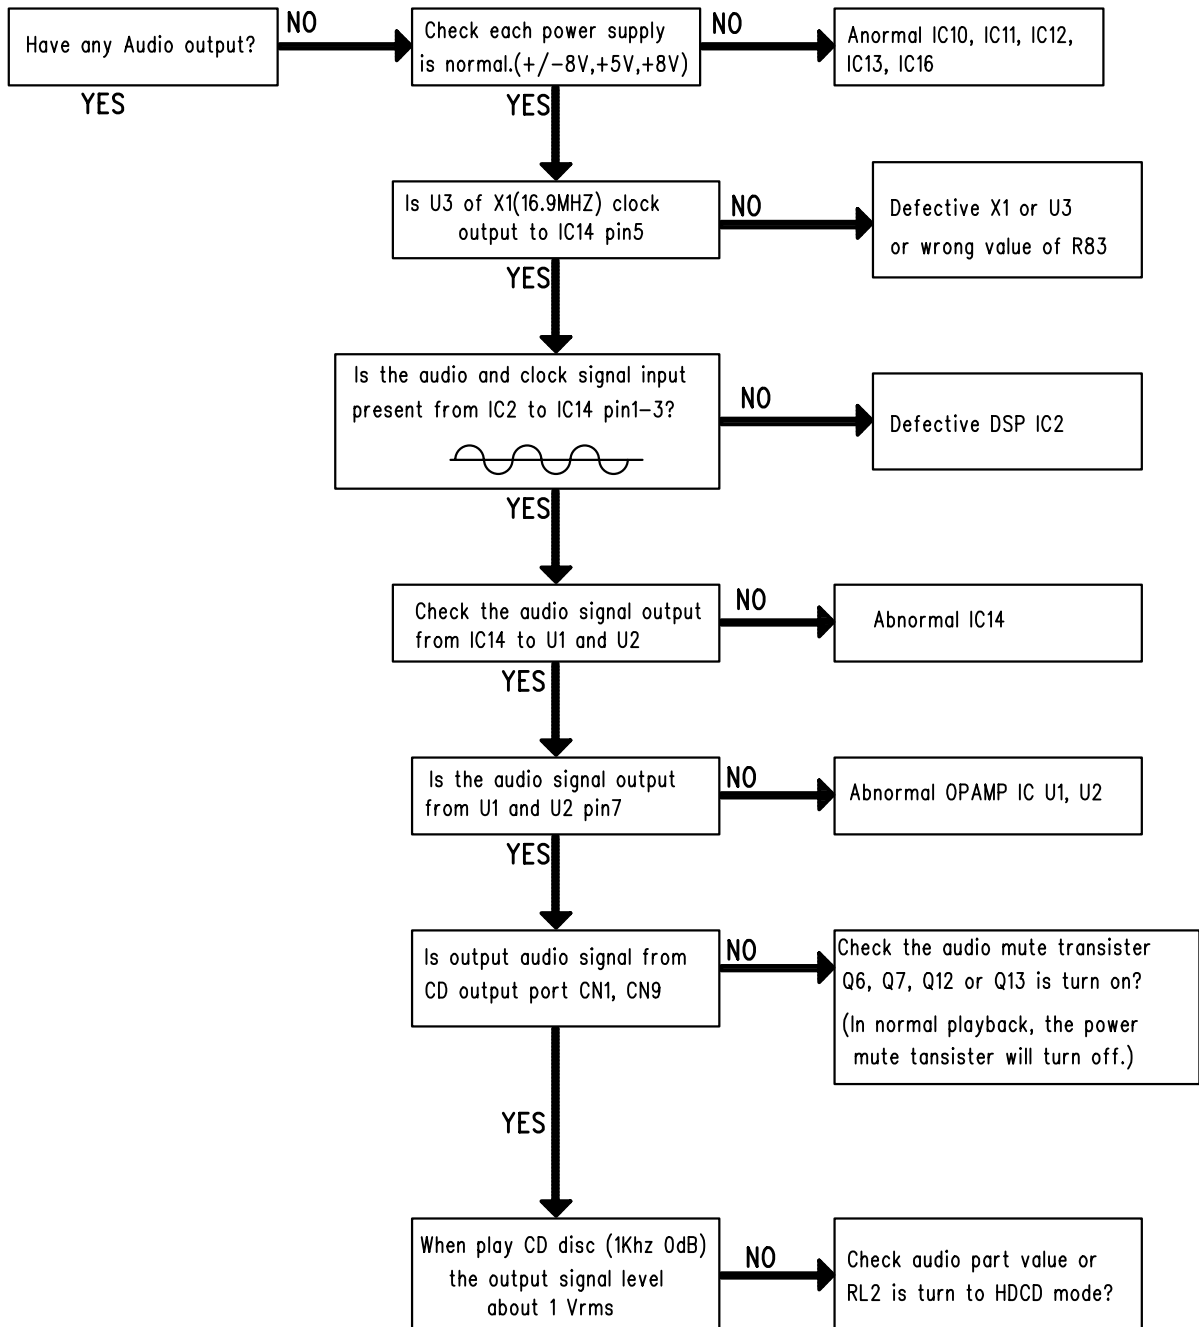 Have any Audio output?
NO
Check each power supply
is normal.(+/-8V,+5V,+8V)
NO
Anormal IC10, IC11, IC12,
IC13, IC16
YES
YES
Is U3 of X1(16.9MHZ) clock
output to IC14 pin5
NO
Defective X1 or U3
or wrong value of R83
YES
Is the audio and clock signal input
present from IC2 to IC14 pin1-3?
NO
Defective DSP IC2
YES
Check the audio signal output
from IC14 to U1 and U2
NO
Abnormal IC14
YES
Is the audio signal output
from U1 and U2 pin7
NO
Abnormal OPAMP IC U1, U2
YES
Is output audio signal from
CD output port CN1, CN9
NO
Check the audio mute transister
Q6, Q7, Q12 or Q13 is turn on?
(In normal playback, the power
mute tansister will turn off.)
YES
When play CD disc (1Khz 0dB)
the output signal level
about 1 Vrms
NO
Check audio part value or
RL2 is turn to HDCD mode?